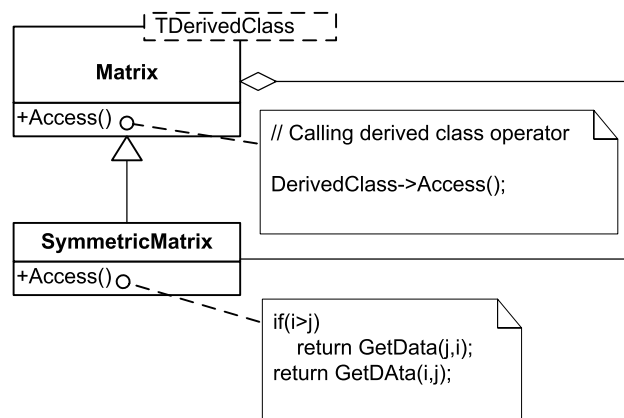 TDerivedClass
Matrix
+Access()
// Calling derived class operator
DerivedClass->Access();
SymmetricMatrix
+Access()
if(i>j)
return GetData(j,i);
return GetDAta(i,j);